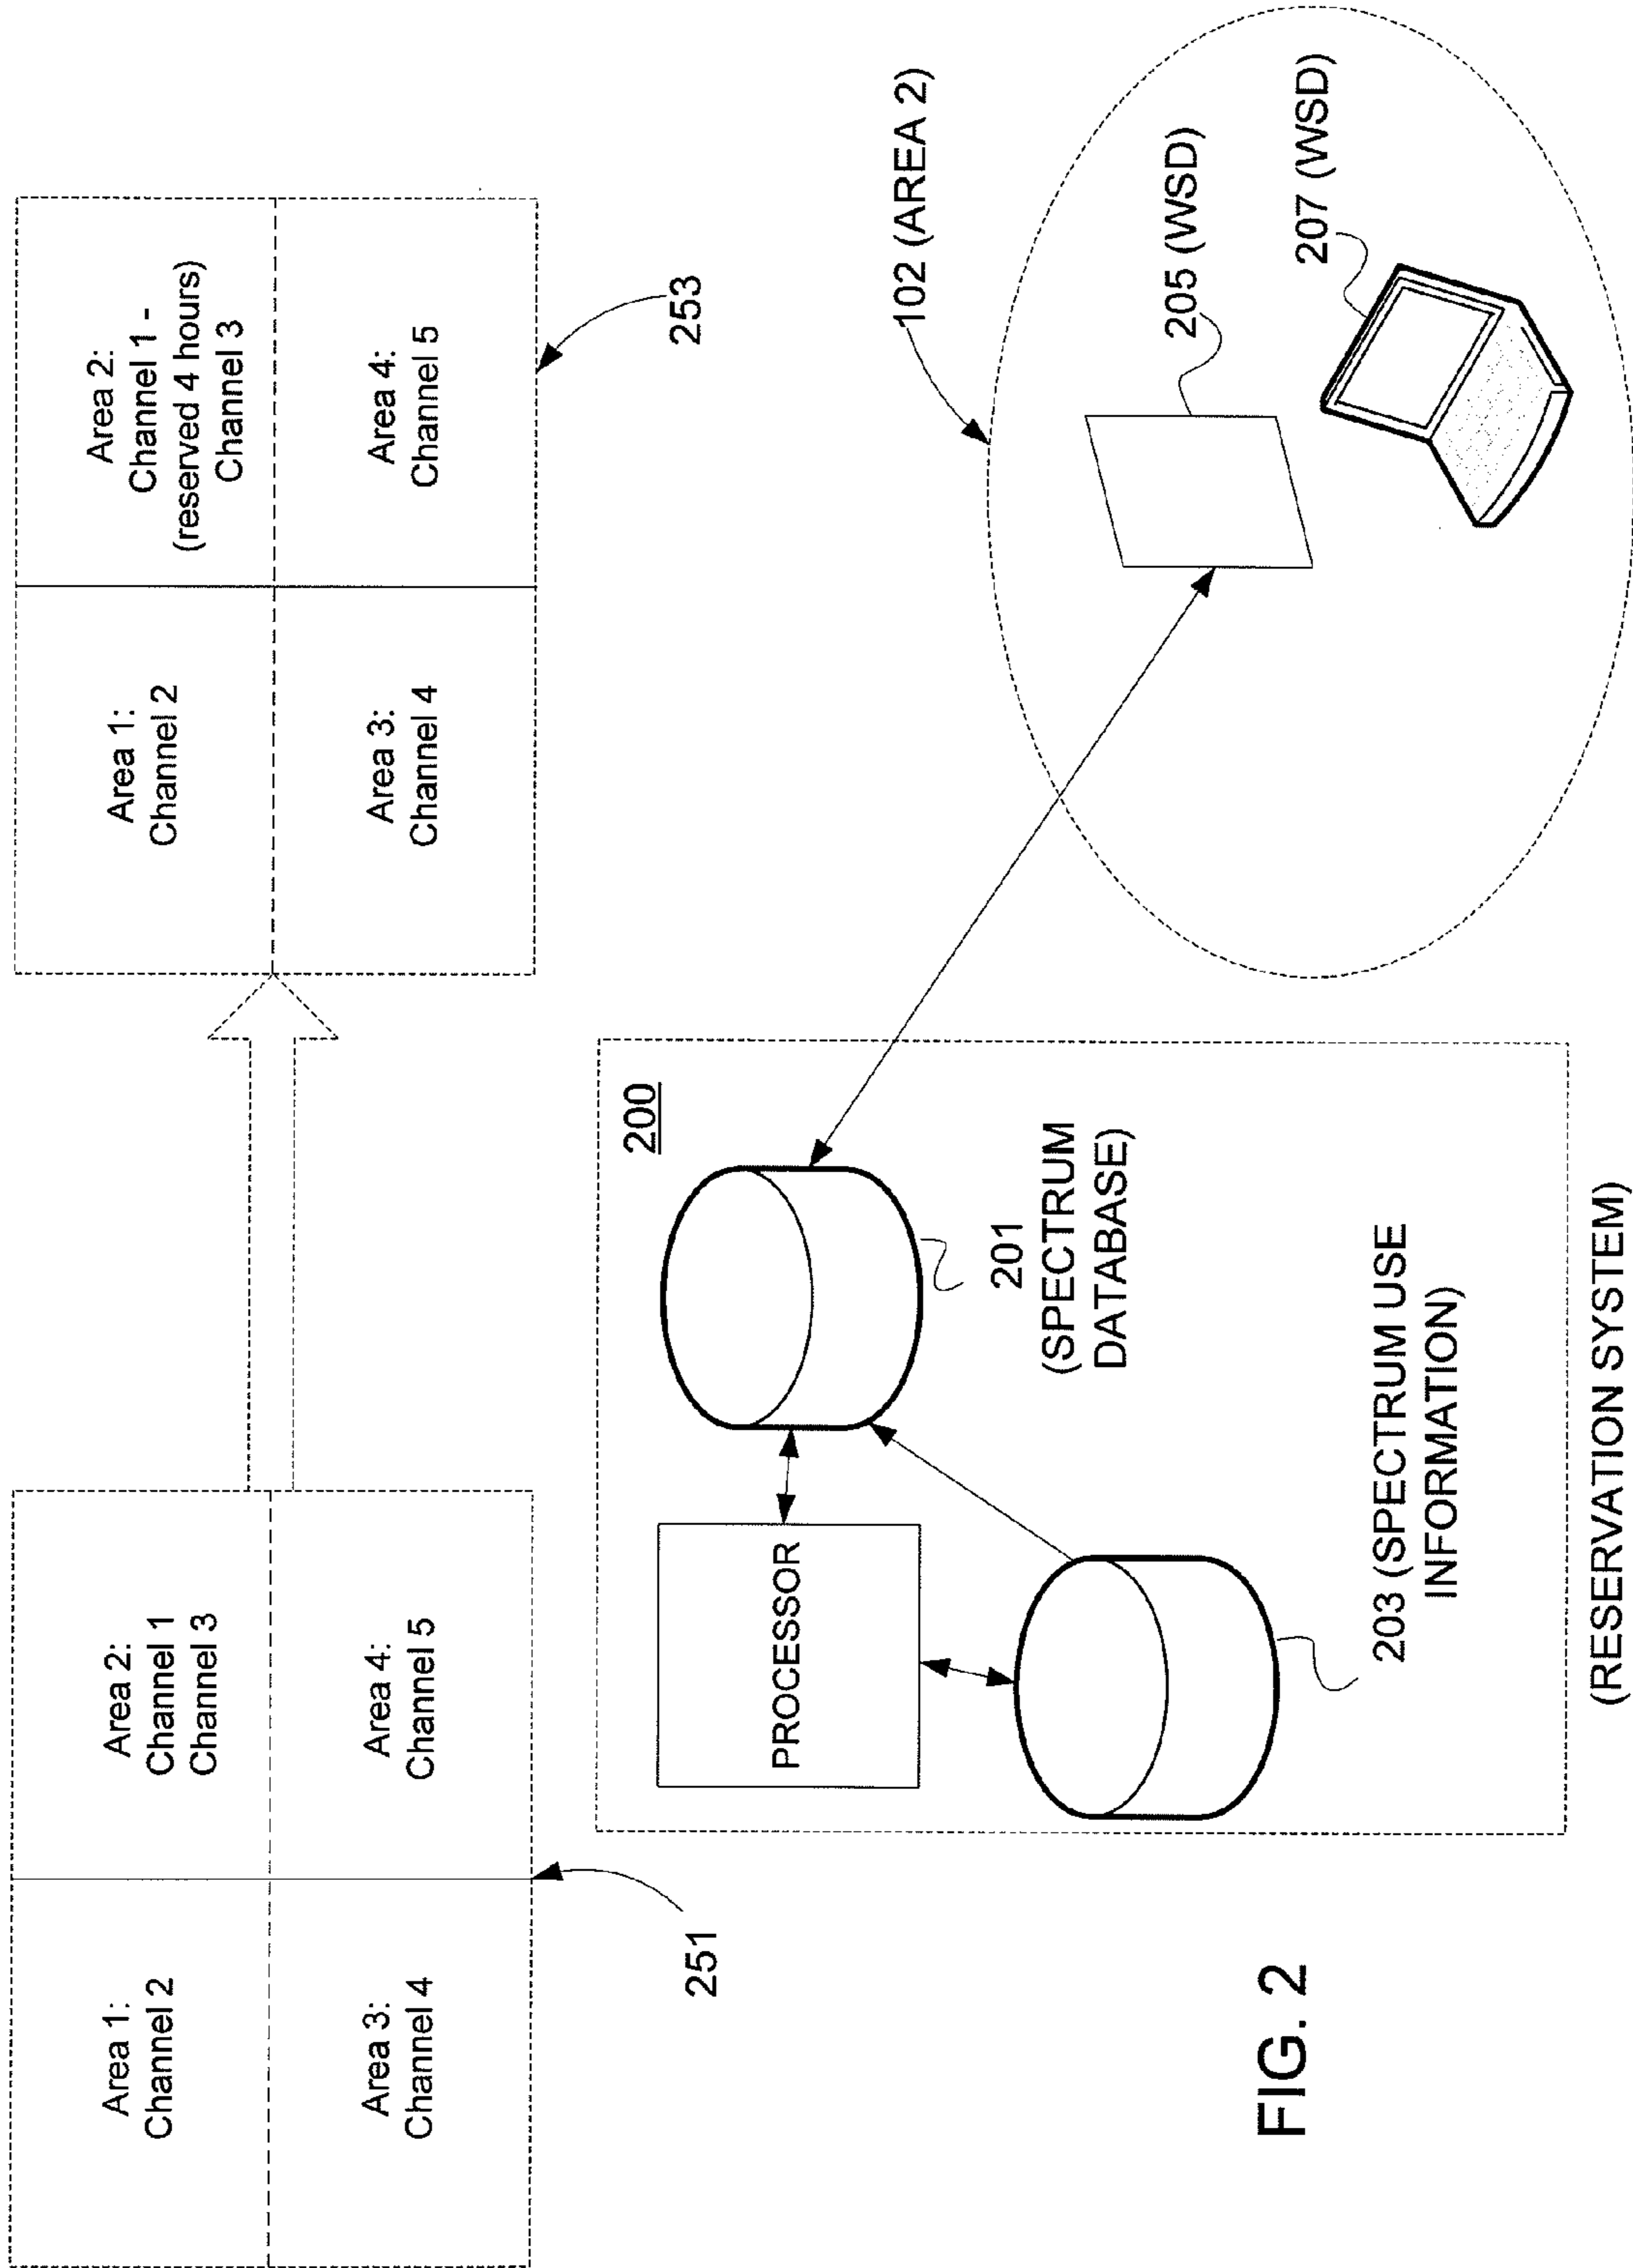 Area 1:
Channel 2
Area 2:
Channel 1
Channel 3
Area 3:
Channel 4
Area 4:
Channel 5
251
Area 1:
Channel 2
Area 2:
Channel 1 -
(reserved 4 hours)
Channel 3
Area 3:
Channel 4
Area 4:
Channel 5
253
200
PROCESSOR
201
(SPECTRUM
DATABASE)
203 (SPECTRUM USE
INFORMATION)
(RESERVATION SYSTEM)
102 (AREA 2)
205 (WSD)
207 (WSD)
FIG. 2